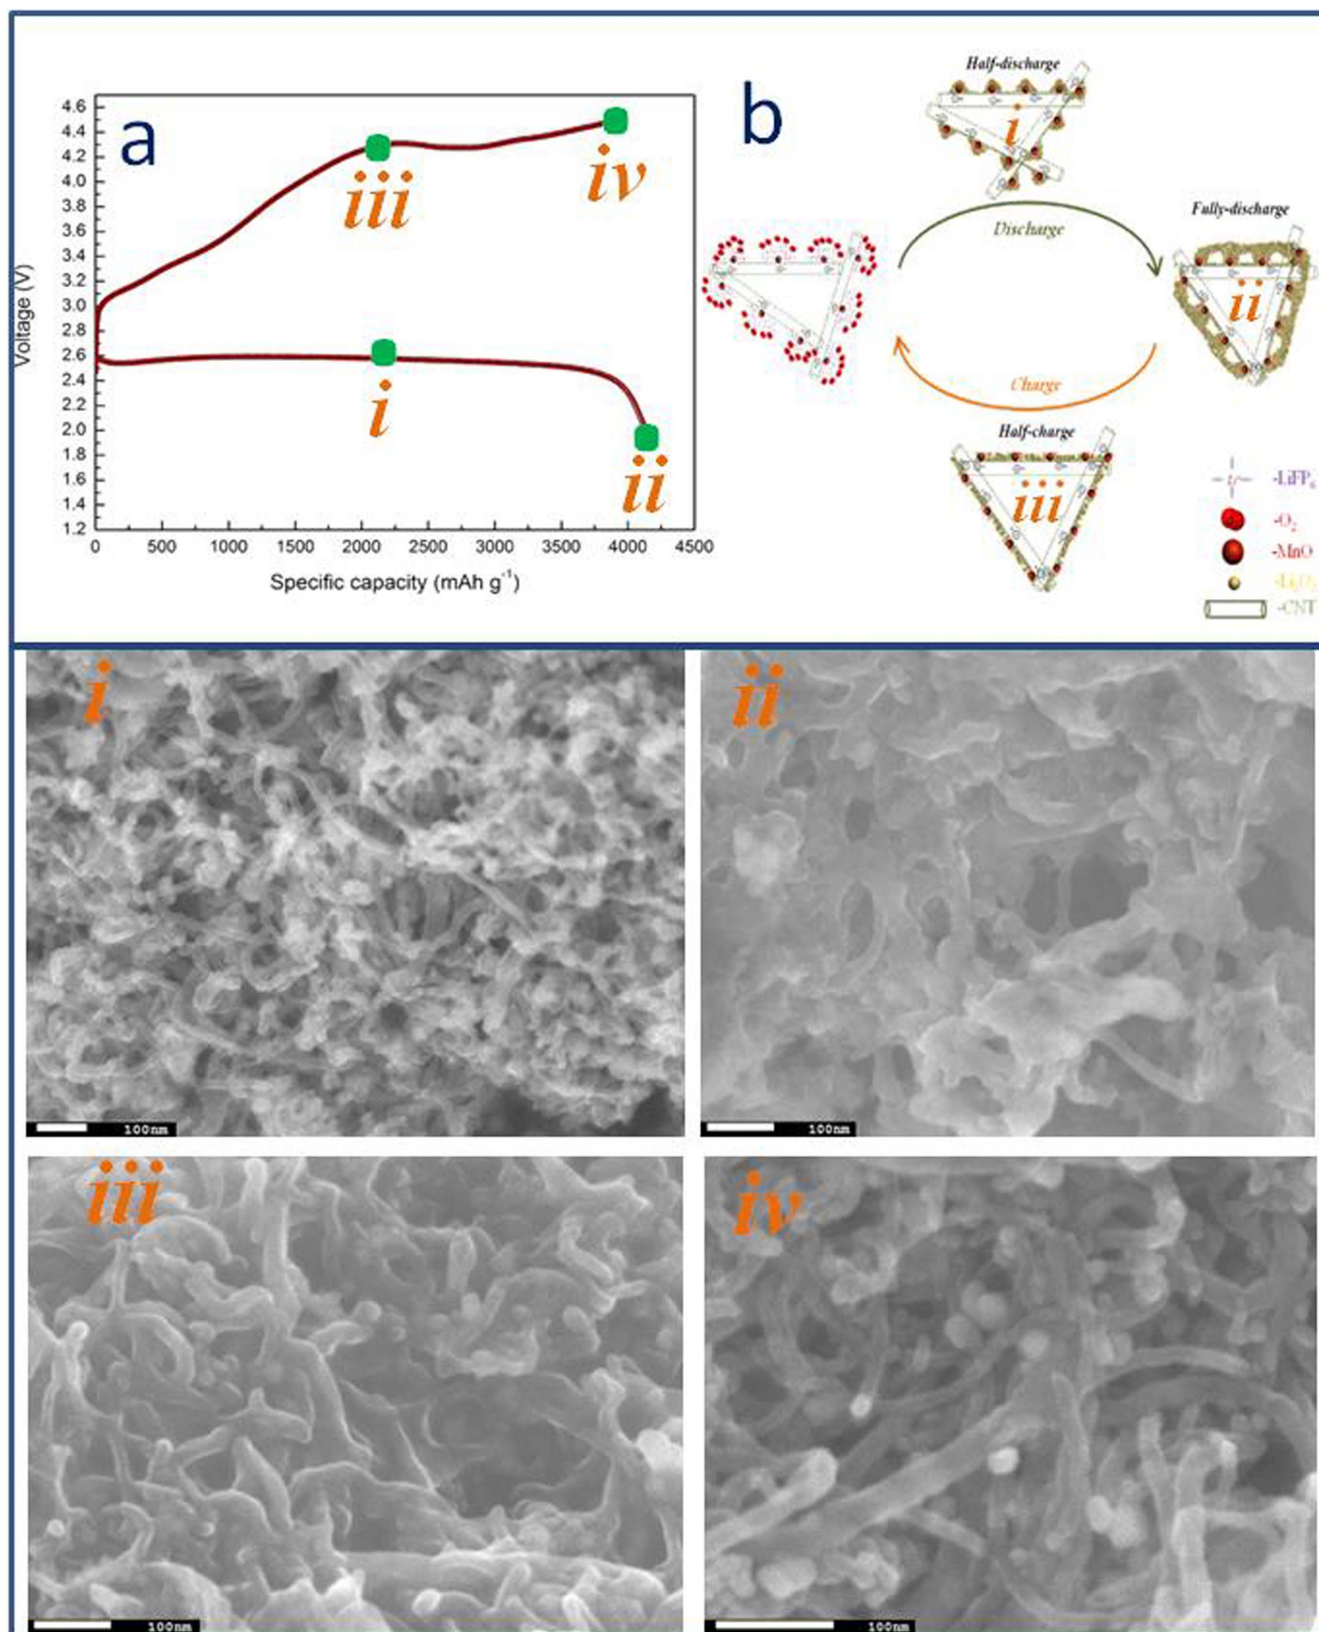 a
4.6
4.4
4.2
4.0
3.8
3.6
3.4
3.2
3.0
2.8
2.6
2.4
2.2
2.0
1.8
1.6
1.4
1.2
Voltage (V)
0 500 1000 1500 2000 2500 3000 3500 4000 4500
Specific capacity (mAh g⁻¹)
iii
iv
i
ii
b
Half-discharge
i
Discharge
Fully-discharge
ii
Charge
Half-charge
iii
-LiFP₆
-O₂
-MnO
-CNT
i
100nm
ii
100nm
iii
100nm
iv
100nm